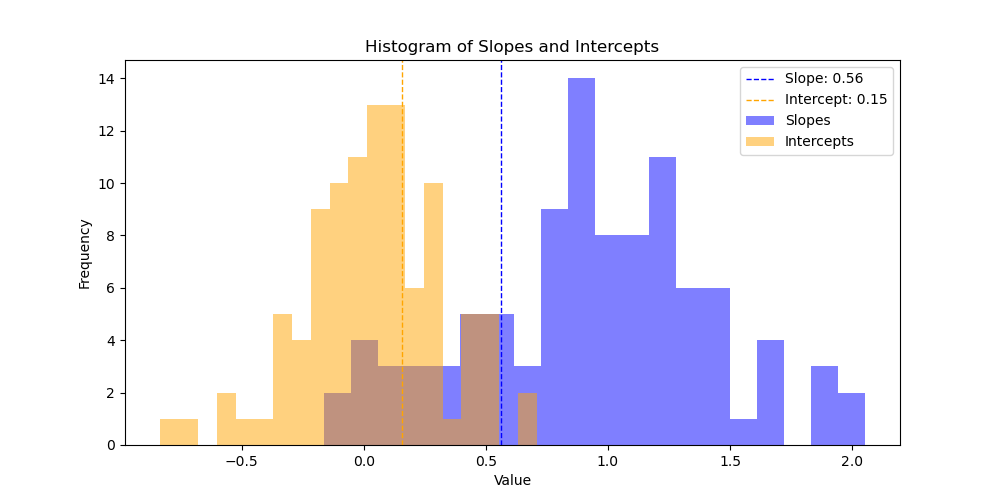 Histogram of Slopes and Intercepts
14
12
10
8
6
4
2
0
Frequency
−0.5
0.0
0.5
1.0
1.5
2.0
Value
Slope: 0.56
Intercept: 0.15
Slopes
Intercepts